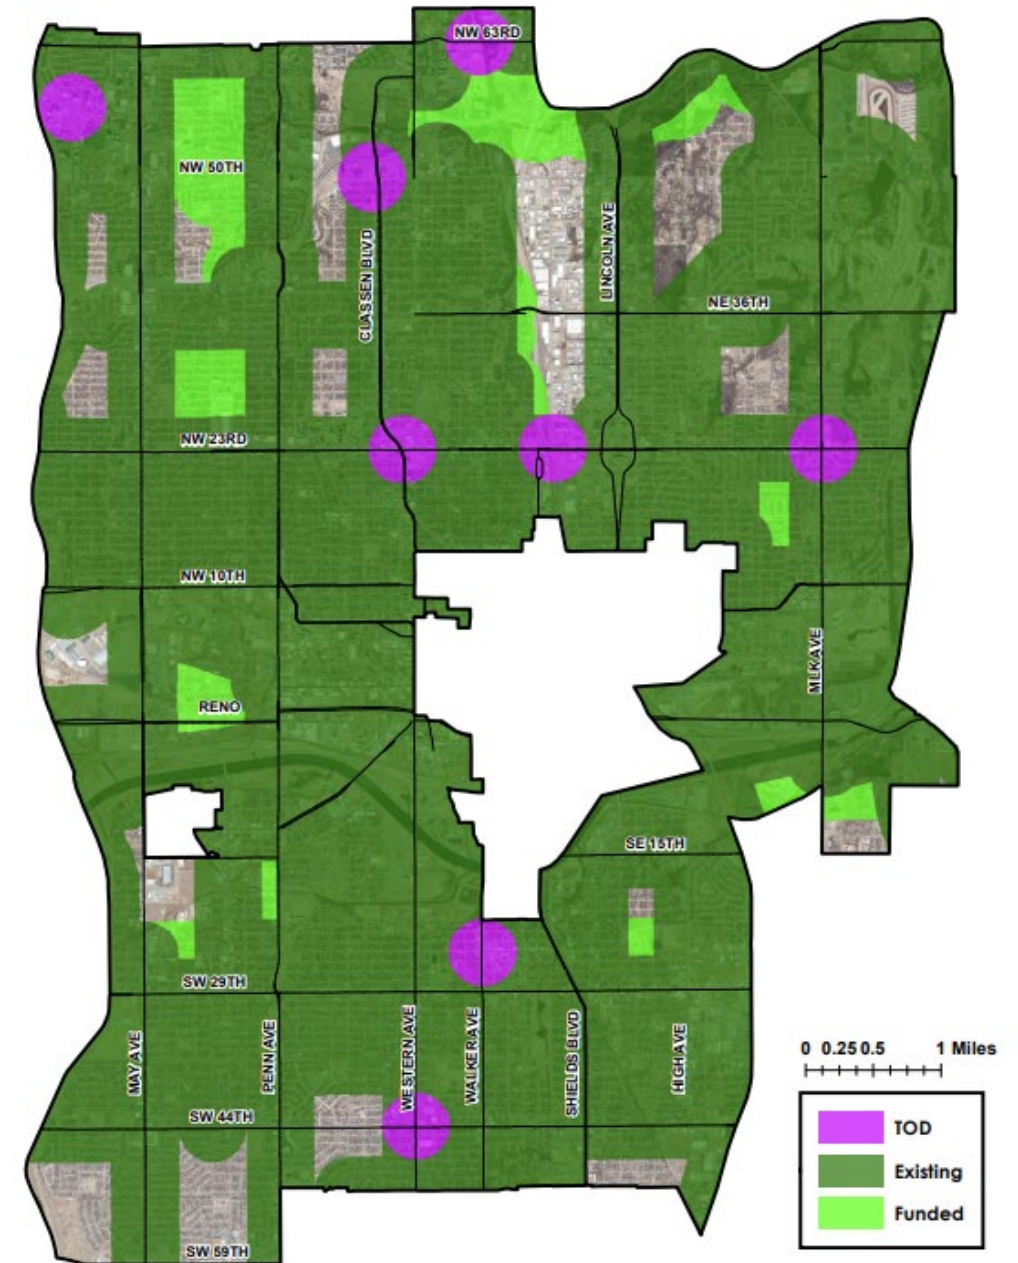 NW 63RD
NW 50TH
CLASSEN BLVD
LINCOLN AVE
NE 36TH
NW 23RD
NW 10TH
MLK AVE
RENO
SE 15TH
SW 29TH
MAY AVE
PENN AVE
WESTERN AVE
WALKER AVE
SHIELDS BLVD
HIGH AVE
SW 44TH
SW 59TH
0 0.25 0.5 1 Miles
TOD
Existing
Funded